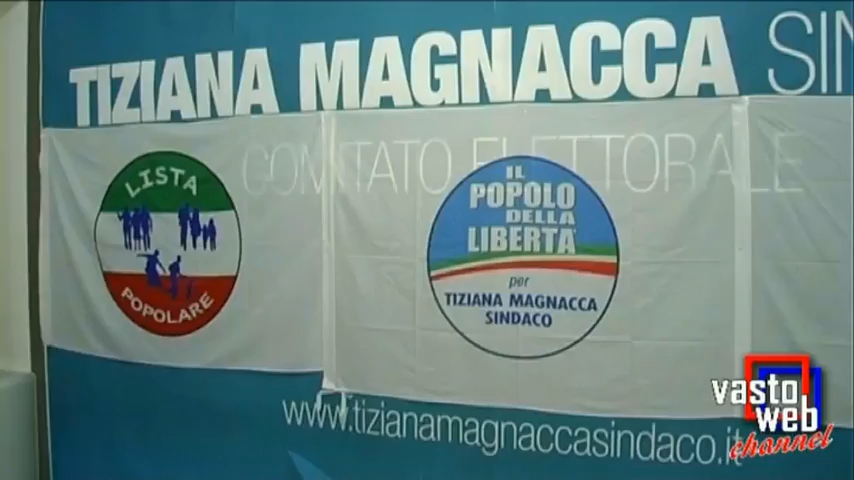 TIZIANA MAGNACCA SIN
COMITATO ELETTORALE
LISTA
POPOLARE
IL
POPOLO
DELLA
LIBERTÀ
per
TIZIANA MAGNACCA
SINDACO
www.tizianamagnaccasindaco.it
vasto
web
channel